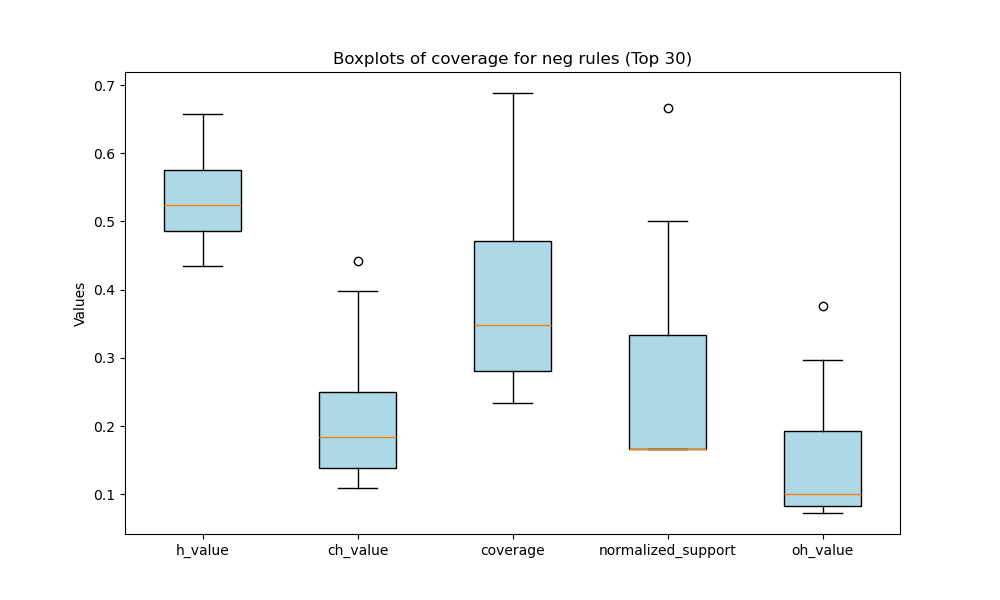 Boxplots of coverage for neg rules (Top 30)
Values
0.7
0.6
0.5
0.4
0.3
0.2
0.1
h_value ch_value coverage normalized_support oh_value